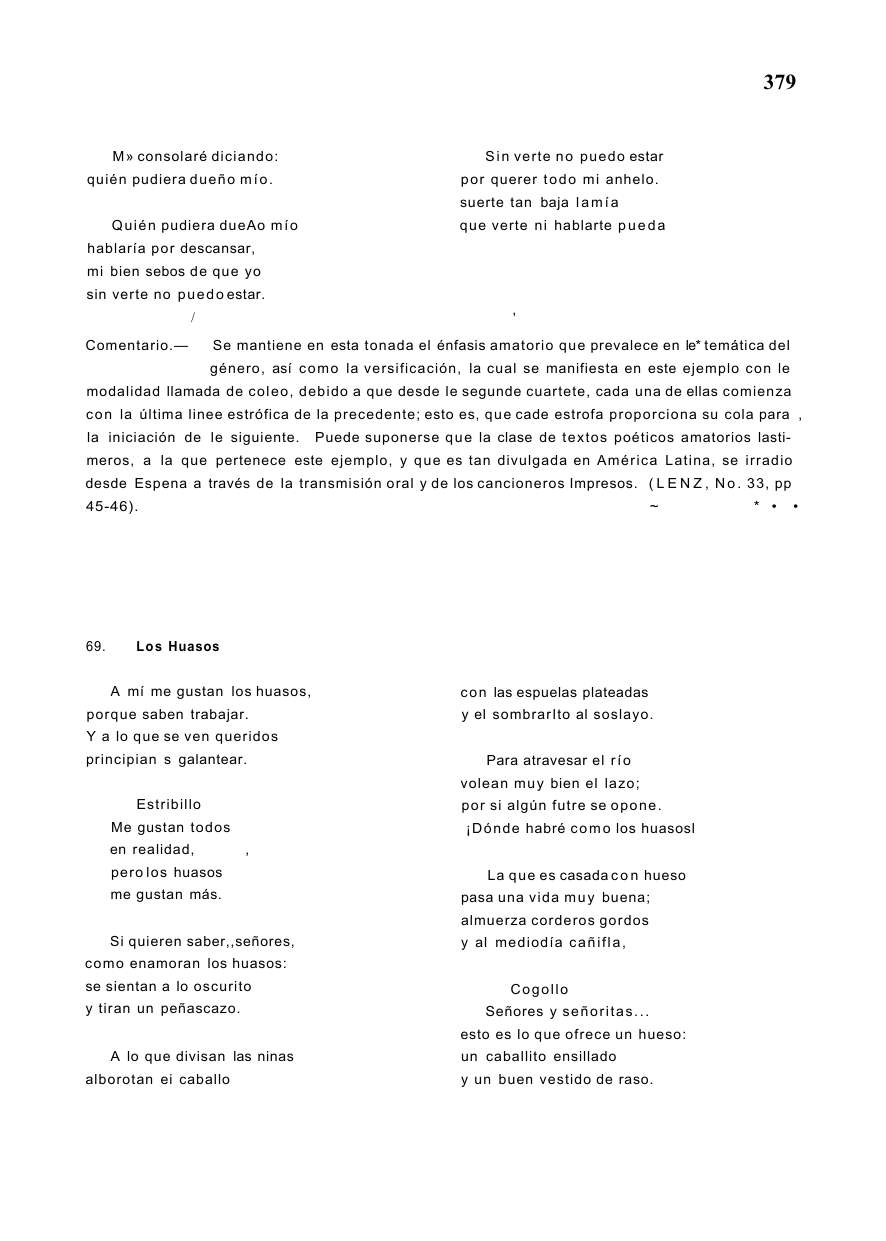 379
M» consolaré diciando:
quién pudiera dueño mío.
Quién pudiera dueAo mío
hablaría por descansar,
mi bien sebos de que yo
sin verte no puedo estar.
/
Sin verte no puedo estar
por querer todo mi anhelo.
suerte tan baja lamía
que verte ni hablarte pueda
'
Comentario.— Se mantiene en esta tonada el énfasis amatorio que prevalece en le* temática del
género, así como la versificación, la cual se manifiesta en este ejemplo con le
modalidad llamada de coleo, debido a que desde le segunde cuartete, cada una de ellas comienza
con la última linee estrófica de la precedente; esto es, que cade estrofa proporciona su cola para ,
la iniciación de le siguiente. Puede suponerse que la clase de textos poéticos amatorios lasti-
meros, a la que pertenece este ejemplo, y que es tan divulgada en América Latina, se irradio
desde Espena a través de la transmisión oral y de los cancioneros Impresos. (LENZ, No. 33, pp
45-46). ~ * • •
69. Los Huasos
A mí me gustan los huasos,
porque saben trabajar.
Y a lo que se ven queridos
principian s galantear.
Estribillo
Me gustan todos
en realidad, ,
pero los huasos
me gustan más.
Si quieren saber,,señores,
como enamoran los huasos:
se sientan a lo oscurito
y tiran un peñascazo.
A lo que divisan las ninas
alborotan ei caballo
con las espuelas plateadas
y el sombrarIto al soslayo.
Para atravesar el río
volean muy bien el lazo;
por si algún futre se opone.
¡Dónde habré como los huasosl
La que es casada con hueso
pasa una vida muy buena;
almuerza corderos gordos
y al mediodía cañifla,
Cogollo
Señores y señoritas...
esto es lo que ofrece un hueso:
un caballito ensillado
y un buen vestido de raso.